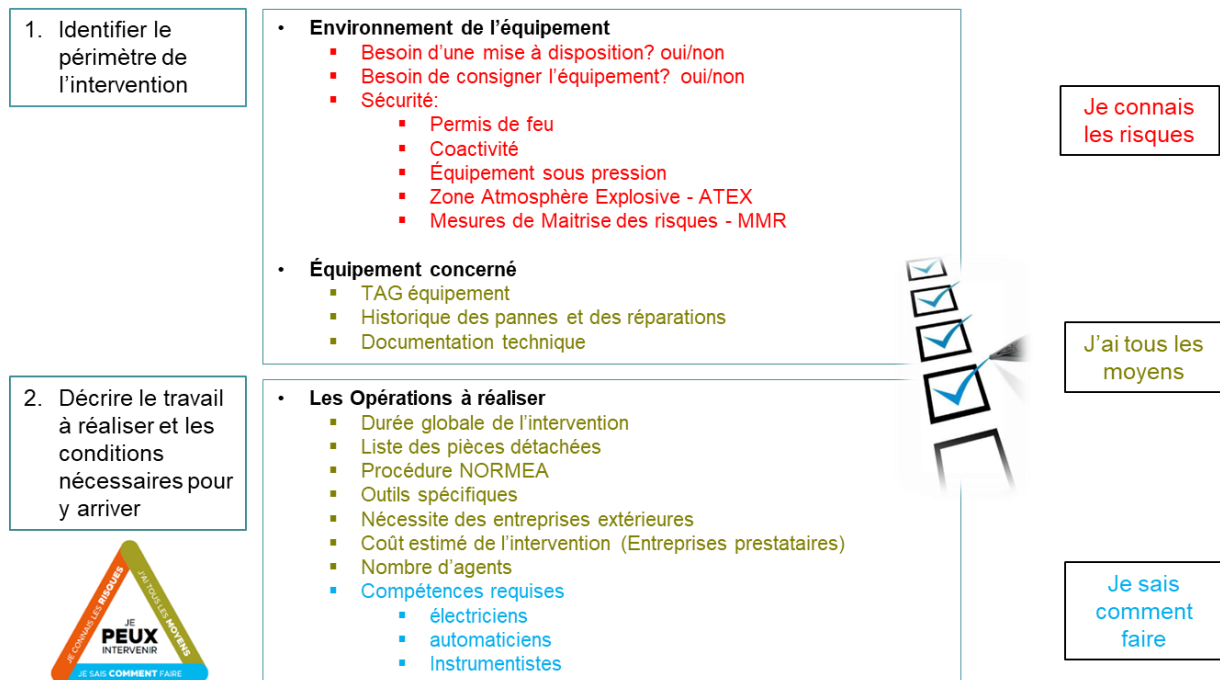 1. Identifier le
périmètre de
l’intervention
• Environnement de l’équipement
▪ Besoin d’une mise à disposition? oui/non
▪ Besoin de consigner l’équipement? oui/non
▪ Sécurité:
▪ Permis de feu
▪ Coactivité
▪ Équipement sous pression
▪ Zone Atmosphère Explosive - ATEX
▪ Mesures de Maitrise des risques - MMR
• Équipement concerné
▪ TAG équipement
▪ Historique des pannes et des réparations
▪ Documentation technique
Je connais
les risques
J’ai tous les
moyens
2. Décrire le travail
à réaliser et les
conditions
nécessaires pour
y arriver
• Les Opérations à réaliser
▪ Durée globale de l’intervention
▪ Liste des pièces détachées
▪ Procédure NORMEA
▪ Outils spécifiques
▪ Nécessite des entreprises extérieures
▪ Coût estimé de l’intervention (Entreprises prestataires)
▪ Nombre d’agents
▪ Compétences requises
▪ électriciens
▪ automaticiens
▪ Instrumentistes
Je sais
comment
faire
JE CONNAIS LES RISQUES
J’AI TOUS LES MOYENS
JE
PEUX
INTERVENIR
JE SAIS COMMENT FAIRE